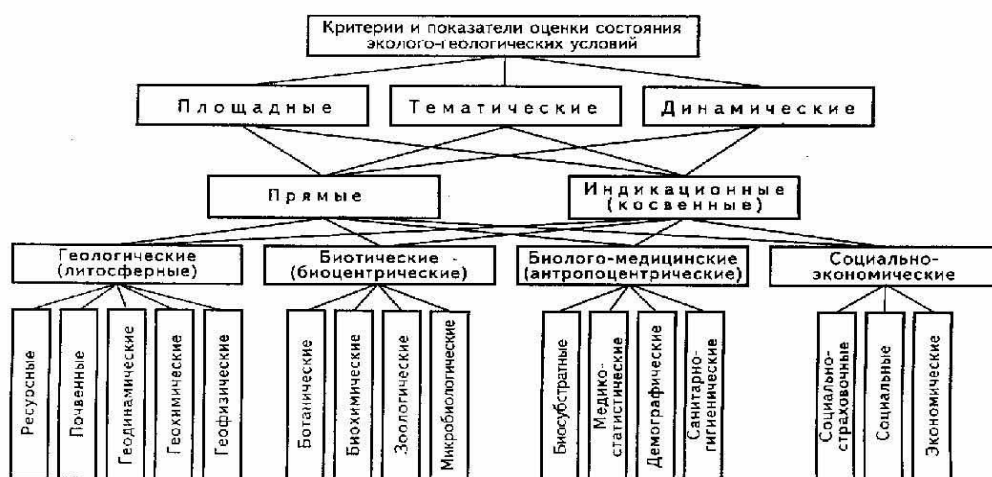 Критерии и показатели оценки состояния
эколого-геологических условий
Площадные
Тематические
Динамические
Прямые
Индикационные
(косвенные)
Геологические
(литосферные)
Биотические
(биоцентрические)
Биолого-медицинские
(антропоцентрические)
Социально-
экономические
Ресурсные
Почвенные
Геодинамические
Геохимические
Геофизические
Ботанические
Биохимические
Зоологические
Микробиологические
Биосубстратные
Медико-
статистические
Демографические
Санитарно-
гигиенические
Социально-
страховочные
Социальные
Экономические